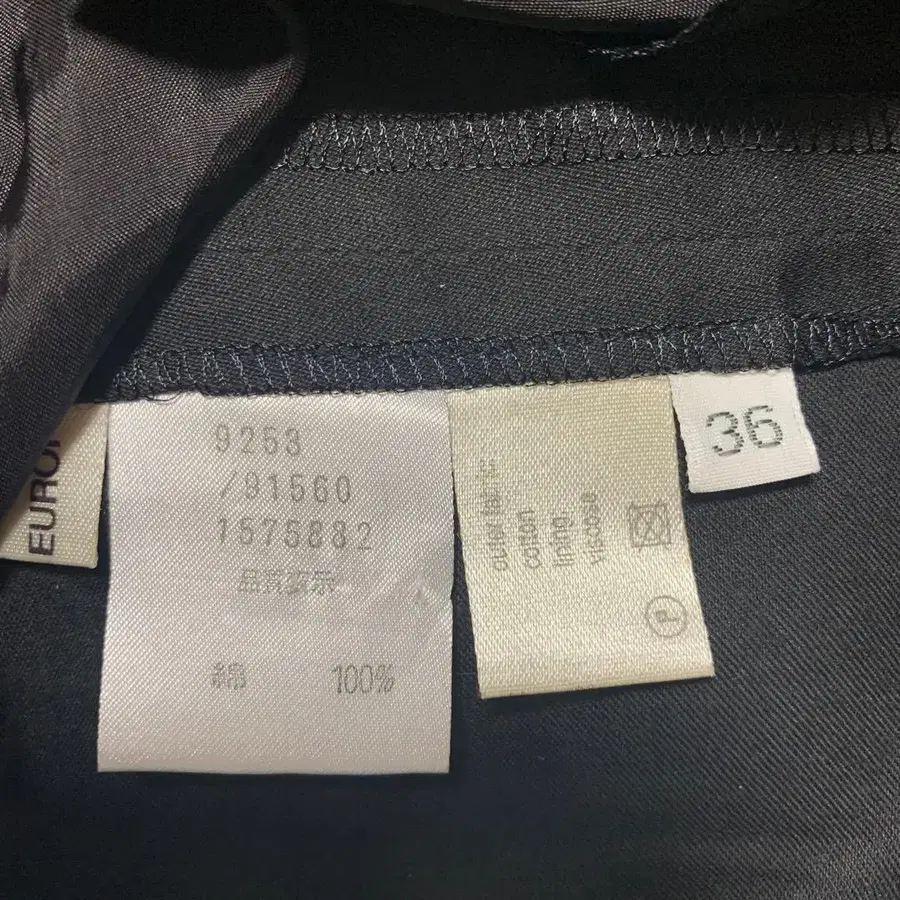 EURO
9253
/91560
1575882
品質表示
綿 100%
outer fabric:
cotton
lining:
viscose
P
36